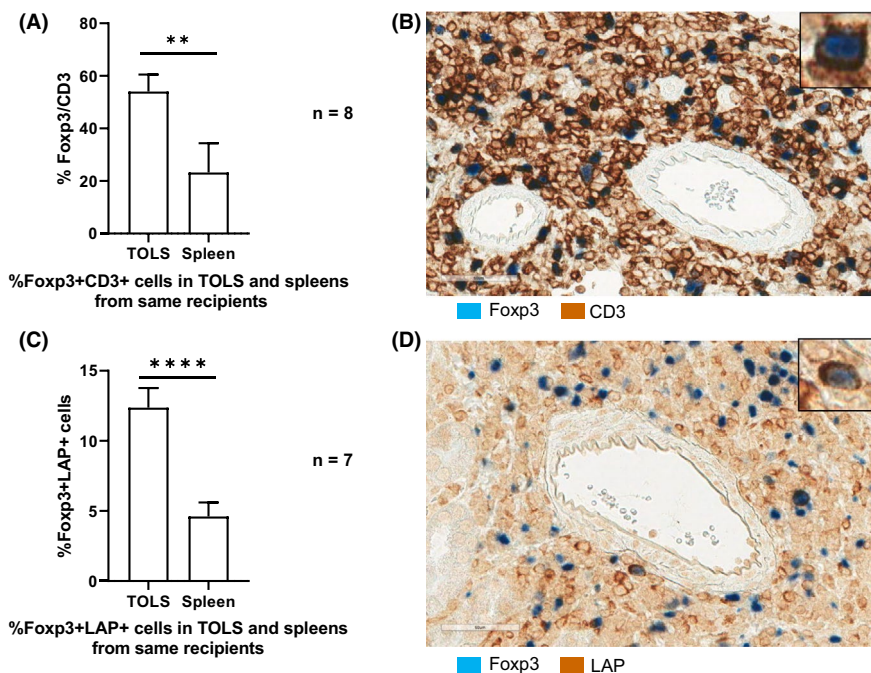 (A)
80
60
40
20
0
% Foxp3/CD3
**
n = 8
TOLS Spleen
%Foxp3+CD3+ cells in TOLS and spleens
from same recipients
(B)
Foxp3 CD3
(C)
15
10
5
0
%Foxp3+LAP+ cells
****
n = 7
TOLS Spleen
%Foxp3+LAP+ cells in TOLS and spleens
from same recipients
(D)
Foxp3 LAP